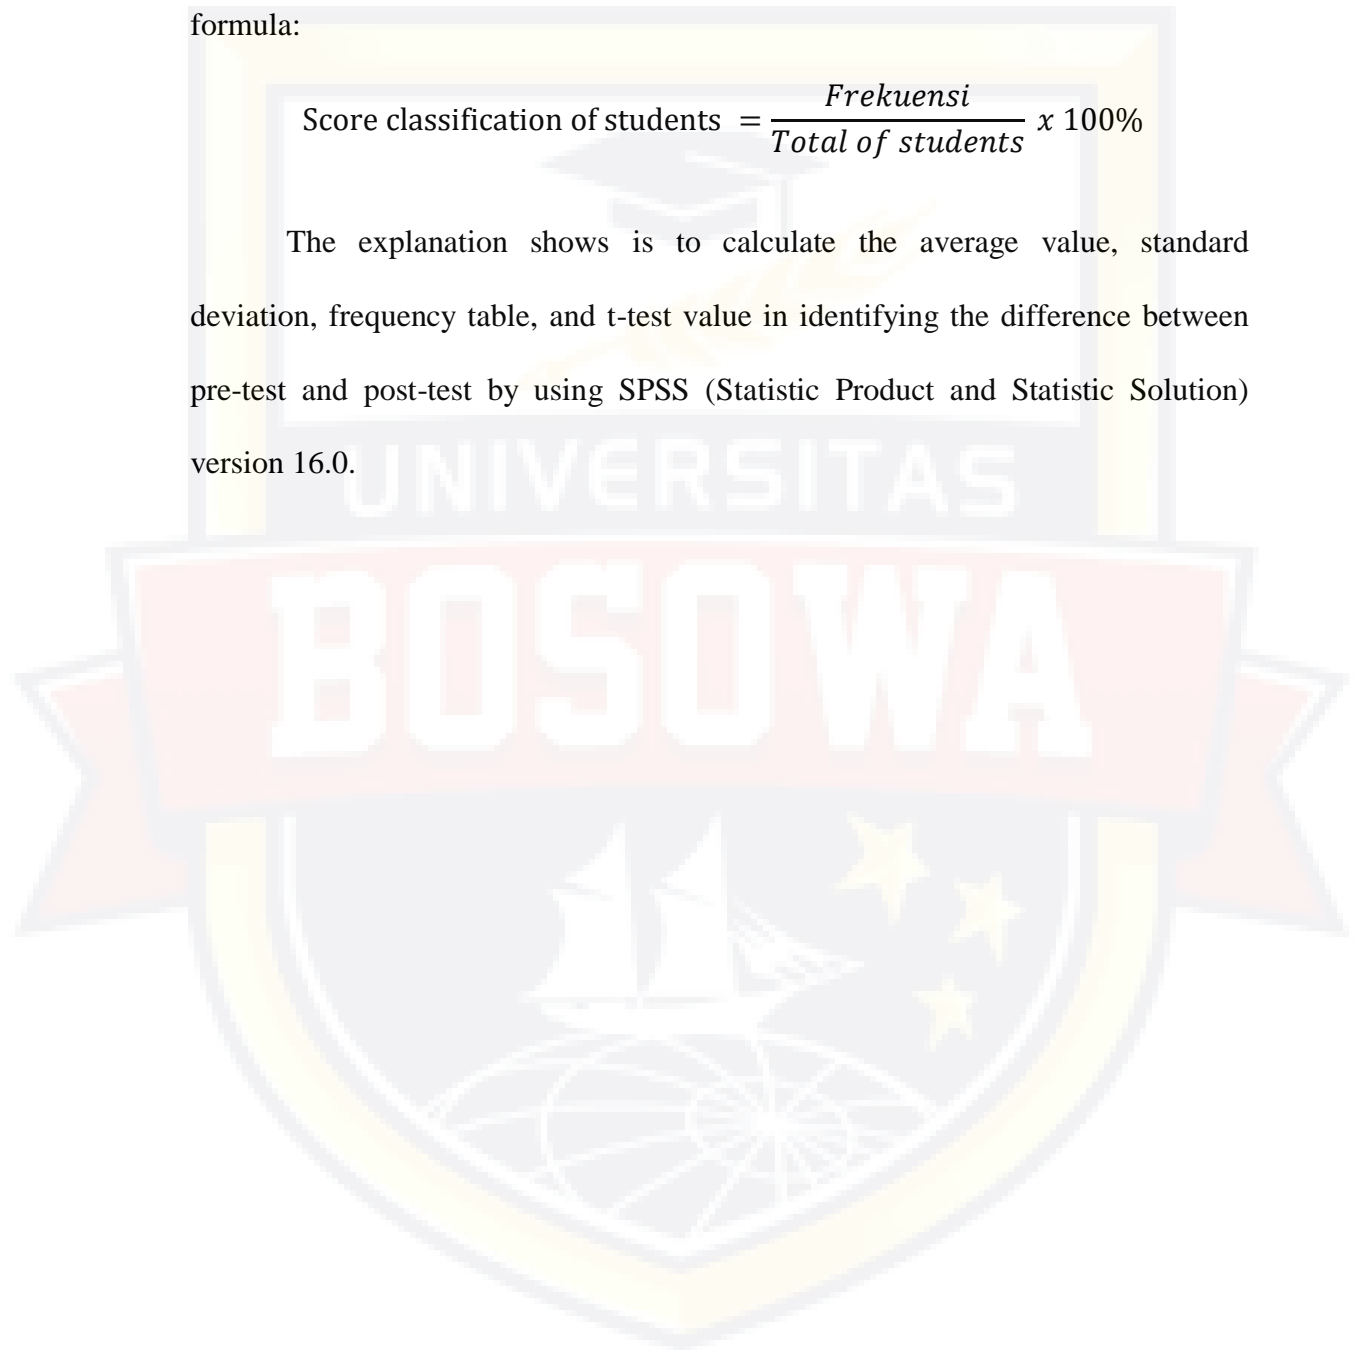 formula:
Score classification of students = Frekuensi / Total of students x 100%
The explanation shows is to calculate the average value, standard
deviation, frequency table, and t-test value in identifying the difference between
pre-test and post-test by using SPSS (Statistic Product and Statistic Solution)
version 16.0.
UNIVERSITAS
BOSOWA